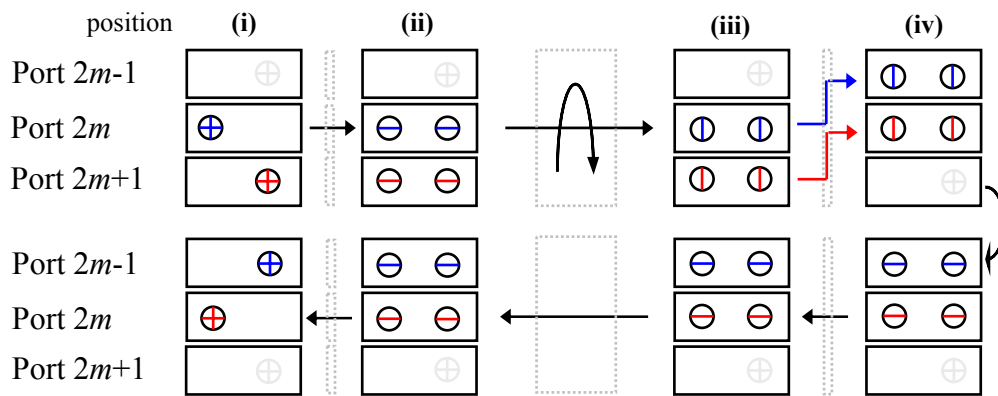 position (i) (ii) (iii) (iv)
Port 2m-1
Port 2m
Port 2m+1
Port 2m-1
Port 2m
Port 2m+1